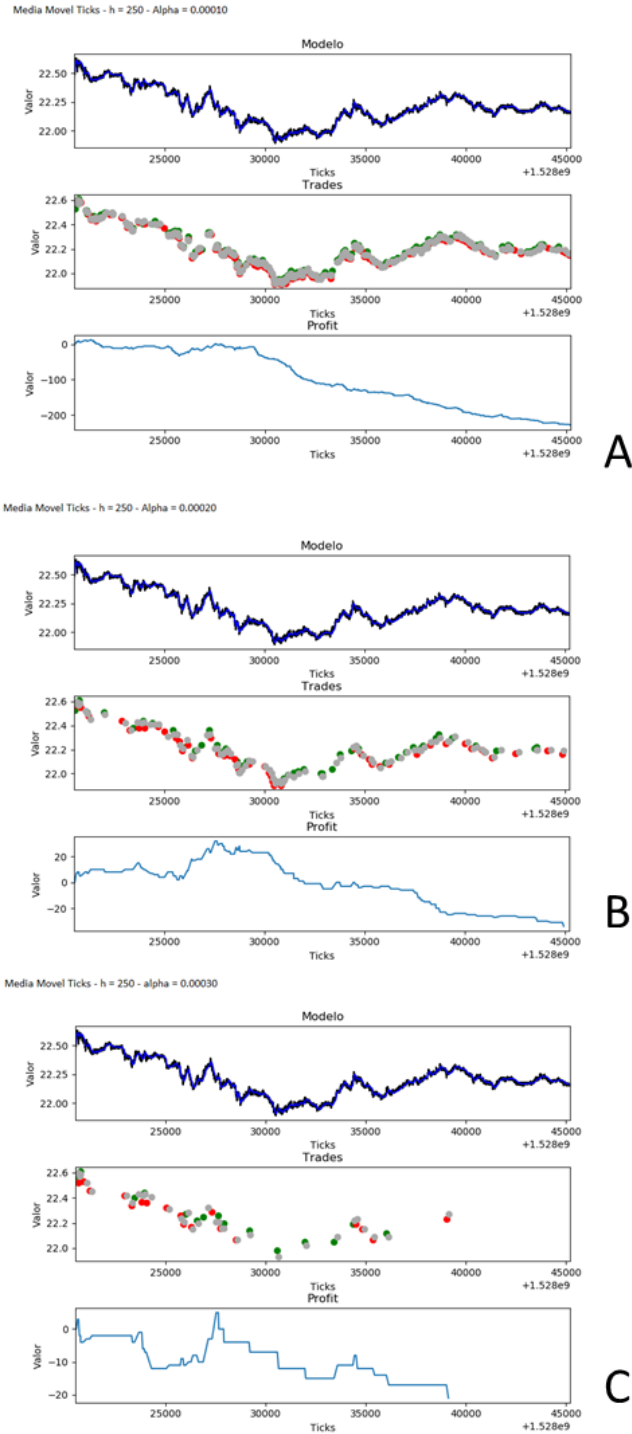 Media Movel Ticks - h = 250 - Alpha = 0.00010
Modelo
Valor
22.50
22.25
22.00
25000 30000 35000 40000 45000
Ticks
+1.528e9
Trades
Valor
22.6
22.4
22.2
22.0
25000 30000 35000 40000 45000
Ticks
+1.528e9
Profit
Valor
0
−100
−200
25000 30000 35000 40000 45000
Ticks
+1.528e9
A
Media Movel Ticks - h = 250 - Alpha = 0.00020
Modelo
Valor
22.50
22.25
22.00
25000 30000 35000 40000 45000
Ticks
+1.528e9
Trades
Valor
22.6
22.4
22.2
22.0
25000 30000 35000 40000 45000
Ticks
+1.528e9
Profit
Valor
20
0
−20
25000 30000 35000 40000 45000
Ticks
+1.528e9
B
Media Movel Ticks - h = 250 - alpha = 0.00030
Modelo
Valor
22.50
22.25
22.00
25000 30000 35000 40000 45000
Ticks
+1.528e9
Trades
Valor
22.6
22.4
22.2
22.0
25000 30000 35000 40000 45000
Ticks
+1.528e9
Profit
Valor
0
−10
−20
25000 30000 35000 40000 45000
Ticks
+1.528e9
C